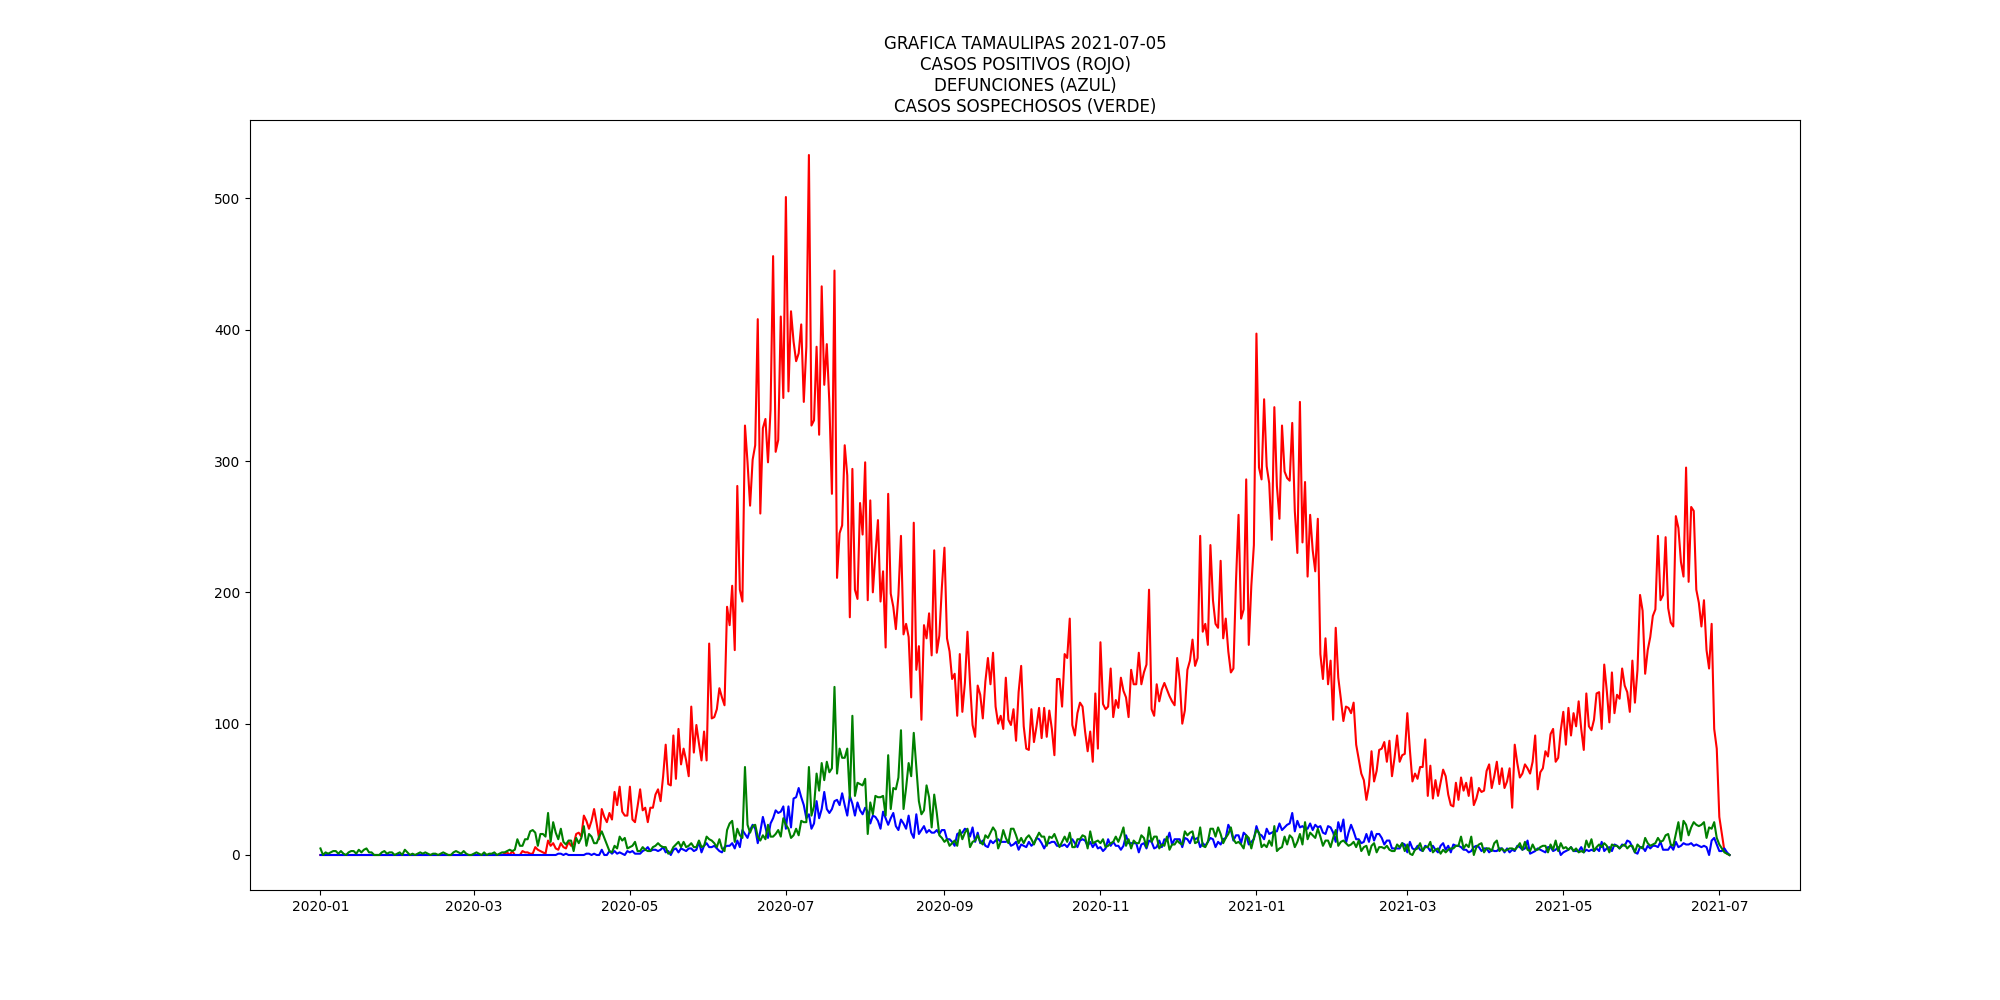 GRAFICA TAMAULIPAS 2021-07-05
CASOS POSITIVOS (ROJO)
DEFUNCIONES (AZUL)
CASOS SOSPECHOSOS (VERDE)
500
400
300
200
100
0
2020-01 2020-03 2020-05 2020-07 2020-09 2020-11 2021-01 2021-03 2021-05 2021-07